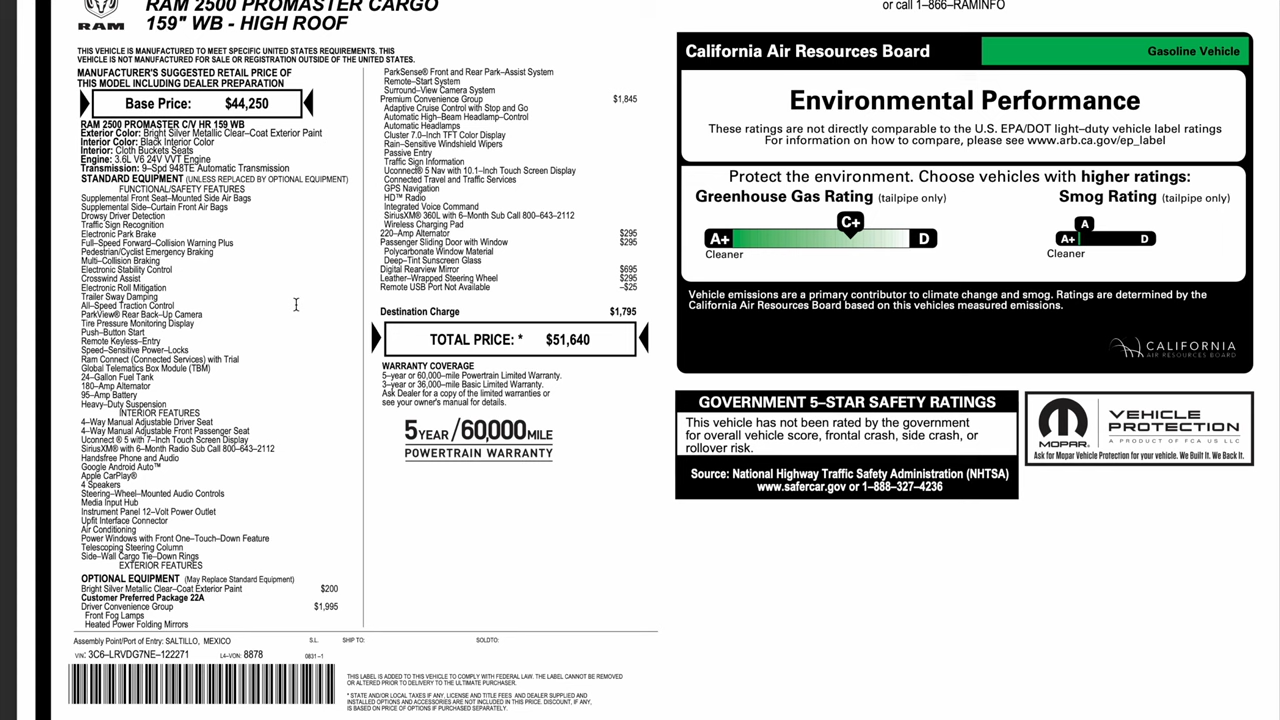 RAM 2500 PROMASTER CARGO
159" WB - HIGH ROOF
RAM
THIS VEHICLE IS MANUFACTURED TO MEET SPECIFIC UNITED STATES REQUIREMENTS. THIS
VEHICLE IS NOT MANUFACTURED FOR SALE OR REGISTRATION OUTSIDE OF THE UNITED STATES.
MANUFACTURER'S SUGGESTED RETAIL PRICE OF
THIS MODEL INCLUDING DEALER PREPARATION
Base Price: $44,250
RAM 2500 PROMASTER C/V HR 159 WB
Exterior Color: Bright Silver Metallic Clear–Coat Exterior Paint
Interior Color: Black Interior Color
Interior: Cloth Buckets Seats
Engine: 3.6L V6 24V VVT Engine
Transmission: 9–Spd 948TE Automatic Transmission
STANDARD EQUIPMENT (UNLESS REPLACED BY OPTIONAL EQUIPMENT)
FUNCTIONAL/SAFETY FEATURES
Supplemental Front Seat–Mounted Side Air Bags
Supplemental Side–Curtain Front Air Bags
Drowsy Driver Detection
Traffic Sign Recognition
Electronic Park Brake
Full–Speed Forward–Collision Warning Plus
Pedestrian/Cyclist Emergency Braking
Multi–Collision Braking
Electronic Stability Control
Crosswind Assist
Electronic Roll Mitigation
Trailer Sway Damping
All–Speed Traction Control
ParkView® Rear Back–Up Camera
Tire Pressure Monitoring Display
Push–Button Start
Remote Keyless–Entry
Speed–Sensitive Power–Locks
Ram Connect (Connected Services) with Trial
Global Telematics Box Module (TBM)
24–Gallon Fuel Tank
180–Amp Alternator
95–Amp Battery
Heavy–Duty Suspension
INTERIOR FEATURES
4–Way Manual Adjustable Driver Seat
4–Way Manual Adjustable Front Passenger Seat
Uconnect ® 5 with 7–Inch Touch Screen Display
SiriusXM® with 6–Month Radio Sub Call 800–643–2112
Handsfree Phone and Audio
Google Android Auto™
Apple CarPlay®
4 Speakers
Steering–Wheel–Mounted Audio Controls
Media Input Hub
Instrument Panel 12–Volt Power Outlet
Upfit Interface Connector
Air Conditioning
Power Windows with Front One–Touch–Down Feature
Telescoping Steering Column
Side–Wall Cargo Tie–Down Rings
EXTERIOR FEATURES
OPTIONAL EQUIPMENT (May Replace Standard Equipment)
Bright Silver Metallic Clear–Coat Exterior Paint $200
Customer Preferred Package 22A
Driver Convenience Group $1,995
Front Fog Lamps
Heated Power Folding Mirrors
ParkSense® Front and Rear Park–Assist System
Remote–Start System
Surround–View Camera System
Premium Convenience Group $1,845
Adaptive Cruise Control with Stop and Go
Automatic High–Beam Headlamp–Control
Automatic Headlamps
Cluster 7.0–Inch TFT Color Display
Rain–Sensitive Windshield Wipers
Passive Entry
Traffic Sign Information
Uconnect® 5 Nav with 10.1–Inch Touch Screen Display
Connected Travel and Traffic Services
GPS Navigation
HD™ Radio
Integrated Voice Command
SiriusXM® 360L with 6–Month Sub Call 800–643–2112
Wireless Charging Pad
220–Amp Alternator $295
Passenger Sliding Door with Window $295
Polycarbonate Window Material
Deep–Tint Sunscreen Glass
Digital Rearview Mirror $695
Leather–Wrapped Steering Wheel $295
Remote USB Port Not Available –$25
Destination Charge $1,795
TOTAL PRICE: * $51,640
WARRANTY COVERAGE
5–year or 60,000–mile Powertrain Limited Warranty.
3–year or 36,000–mile Basic Limited Warranty.
Ask Dealer for a copy of the limited warranties or
see your owner's manual for details.
5 YEAR/60,000 MILE
POWERTRAIN WARRANTY
Assembly Point/Port of Entry: SALTILLO, MEXICO
S.L. SHIP TO: SOLDTO:
VIN: 3C6–LRVDG7NE–122271 L4–VON: 8878 0831 –1
THIS LABEL IS ADDED TO THIS VEHICLE TO COMPLY WITH FEDERAL LAW. THE LABEL CANNOT BE REMOVED
OR ALTERED PRIOR TO DELIVERY TO THE ULTIMATE PURCHASER.
* STATE AND/OR LOCAL TAXES IF ANY, LICENSE AND TITLE FEES AND DEALER SUPPLIED AND
INSTALLED OPTIONS AND ACCESSORIES ARE NOT INCLUDED IN THIS PRICE. DISCOUNT, IF ANY,
IS BASED ON PRICE OF OPTIONS IF PURCHASED SEPARATELY.
or call 1–866–RAMINFO
California Air Resources Board
Gasoline Vehicle
Environmental Performance
These ratings are not directly comparable to the U.S. EPA/DOT light–duty vehicle label ratings
For information on how to compare, please see www.arb.ca.gov/ep_label
Protect the environment. Choose vehicles with higher ratings:
Greenhouse Gas Rating (tailpipe only)
C+
A+ D
Cleaner
Smog Rating (tailpipe only)
A
A+ D
Cleaner
Vehicle emissions are a primary contributor to climate change and smog. Ratings are determined by the
California Air Resources Board based on this vehicles measured emissions.
CALIFORNIA
AIR RESOURCES BOARD
GOVERNMENT 5–STAR SAFETY RATINGS
This vehicle has not been rated by the government
for overall vehicle score, frontal crash, side crash, or
rollover risk.
Source: National Highway Traffic Safety Administration (NHTSA)
www.safercar.gov or 1–888–327–4236
MOPAR
VEHICLE
PROTECTION
A PRODUCT OF FCA US LLC
Ask for Mopar Vehicle Protection for your vehicle. We Built It. We Back It.